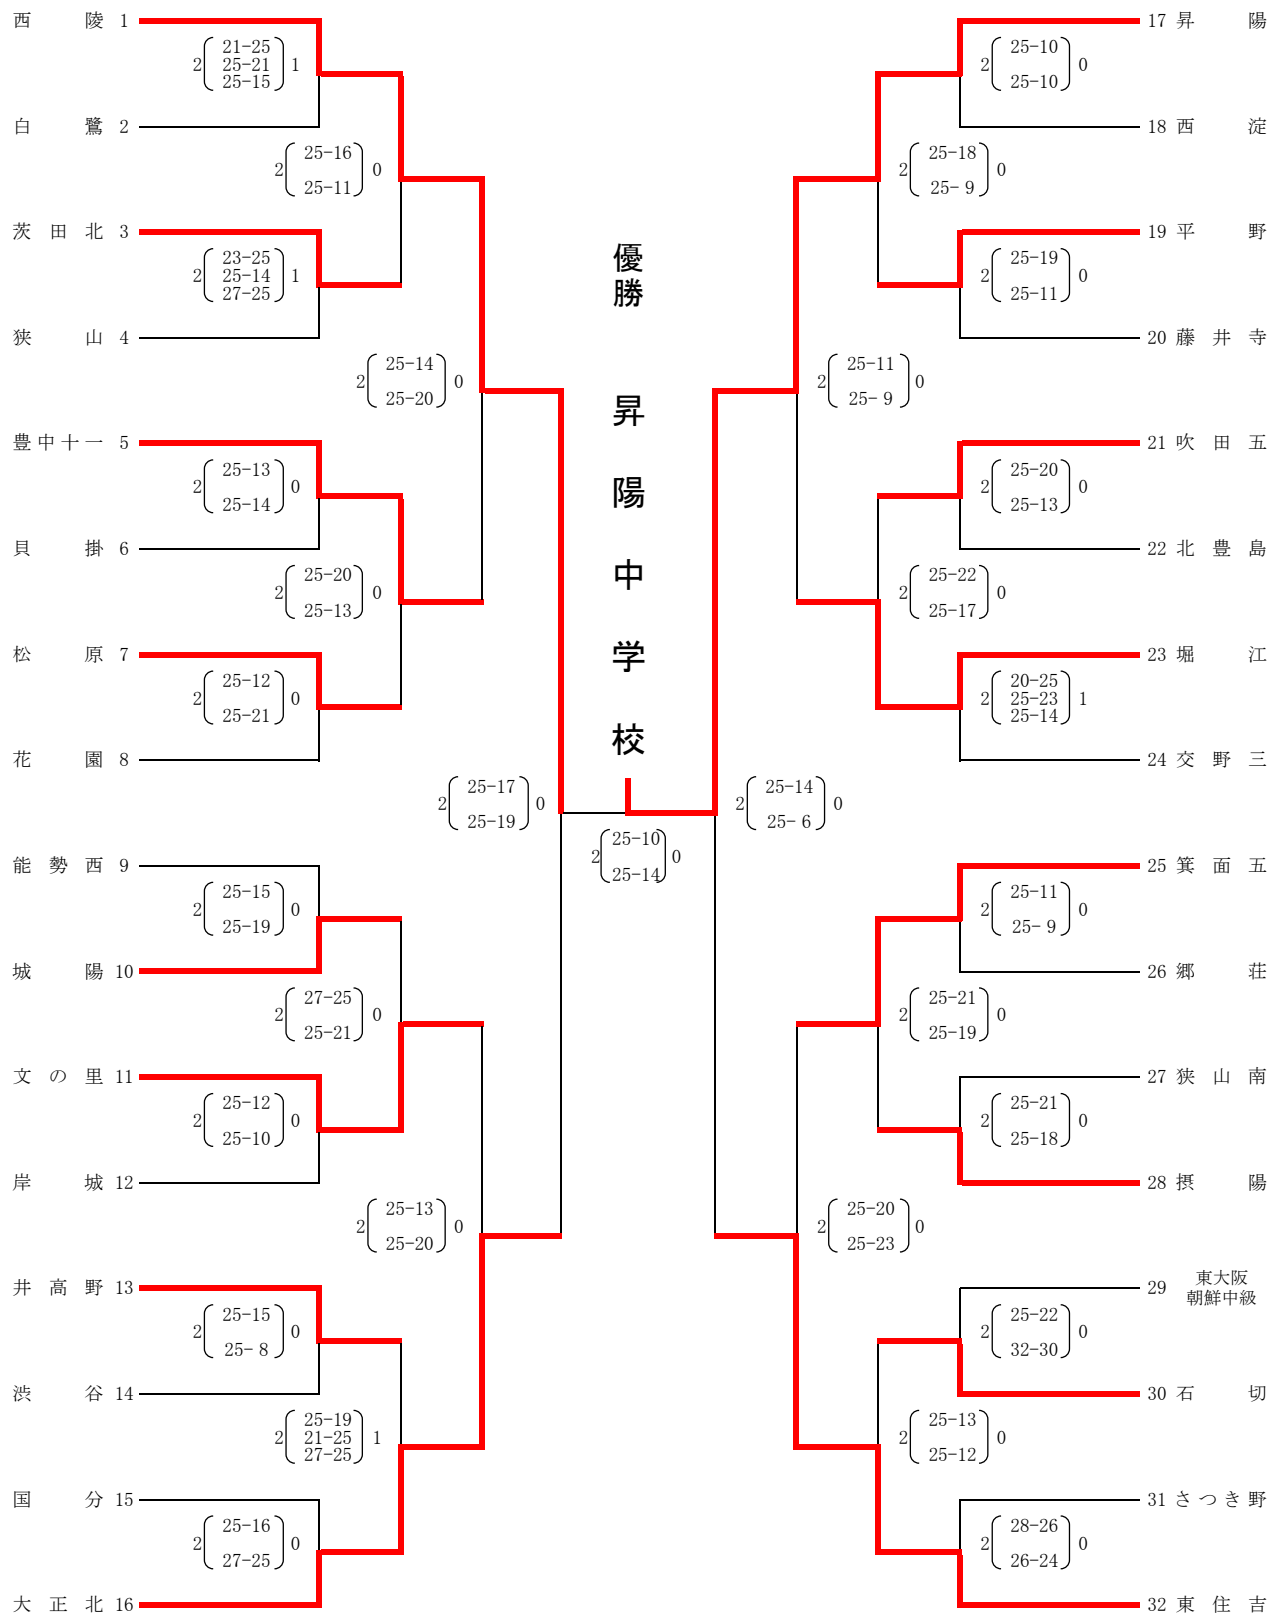 西陵 1
2 21-25 1
25-21
25-15
白鷺 2
2 25-16 0
25-11
茨田北 3
2 23-25 1
25-14
27-25
狭山 4
2 25-14 0
25-20
豊中十一 5
2 25-13 0
25-14
貝掛 6
2 25-20 0
25-13
松原 7
2 25-12 0
25-21
花園 8
2 25-17 0
25-19
能勢西 9
2 25-15 0
25-19
城陽 10
2 27-25 0
25-21
文の里 11
2 25-12 0
25-10
岸城 12
2 25-13 0
25-20
井高野 13
2 25-15 0
25- 8
渋谷 14
2 25-19 1
21-25
27-25
国分 15
2 25-16 0
27-25
大正北 16
優勝 昇陽中学校
2 25-10 0
25-14
17 昇陽
2 25-10 0
25-10
18 西淀
2 25-18 0
25- 9
19 平野
2 25-19 0
25-11
20 藤井寺
2 25-11 0
25- 9
21 吹田五
2 25-20 0
25-13
22 北豊島
2 25-22 0
25-17
23 堀江
2 20-25 1
25-23
25-14
24 交野三
2 25-14 0
25- 6
25 箕面五
2 25-11 0
25- 9
26 郷荘
2 25-21 0
25-19
27 狭山南
2 25-21 0
25-18
28 摂陽
2 25-20 0
25-23
29 東大阪
朝鮮中級
2 25-22 0
32-30
30 石切
2 25-13 0
25-12
31 さつき野
2 28-26 0
26-24
32 東住吉